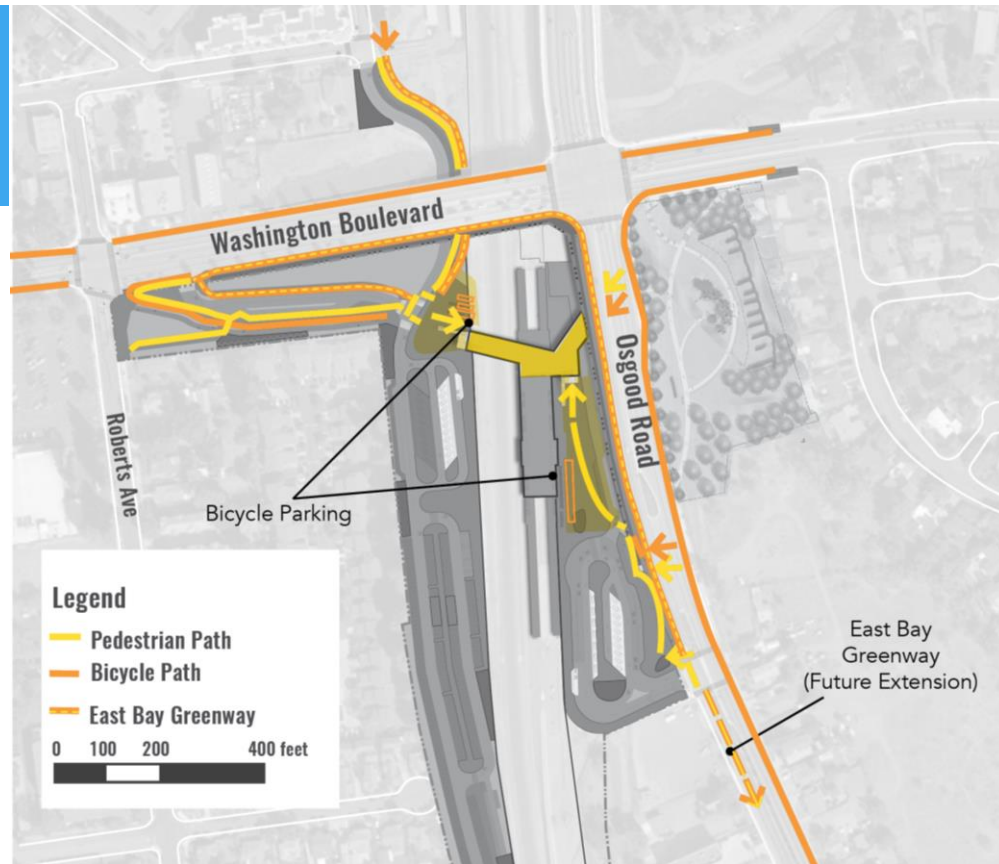 Washington Boulevard
Osgood Road
Roberts Ave
Bicycle Parking
East Bay
Greenway
(Future Extension)
Legend
Pedestrian Path
Bicycle Path
East Bay Greenway
0 100 200 400 feet